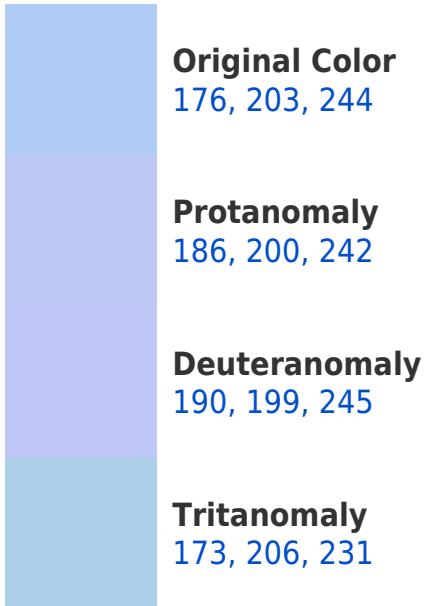 Original Color
176, 203, 244
Protanomaly
186, 200, 242
Deuteranomaly
190, 199, 245
Tritanomaly
173, 206, 231